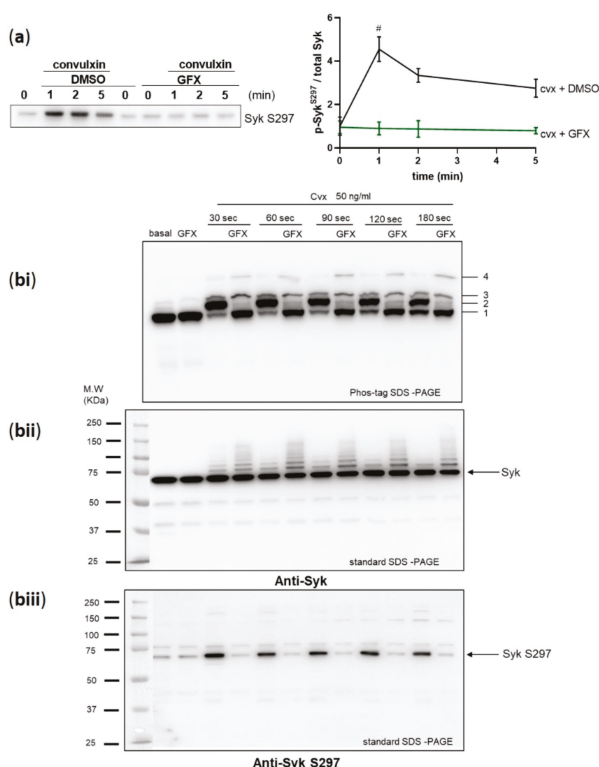 (a)
convulxin
convulxin
DMSO
GFX
0 1 2 5 0 0 1 2 5 (min)
Syk S297
p-Syk^S297 / total Syk
6
4
2
0
#
cvx + DMSO
cvx + GFX
0 1 2 3 4 5
time (min)
Cvx 50 ng/ml
30 sec 60 sec 90 sec 120 sec 180 sec
basal GFX GFX GFX GFX GFX GFX
(bi)
4
3
2
1
Phos-tag SDS -PAGE
M.W
(KDa)
(bii)
250
150
75
50
37
25
Syk
standard SDS -PAGE
Anti-Syk
(biii)
250
150
100
75
50
37
25
Syk S297
standard SDS -PAGE
Anti-Syk S297